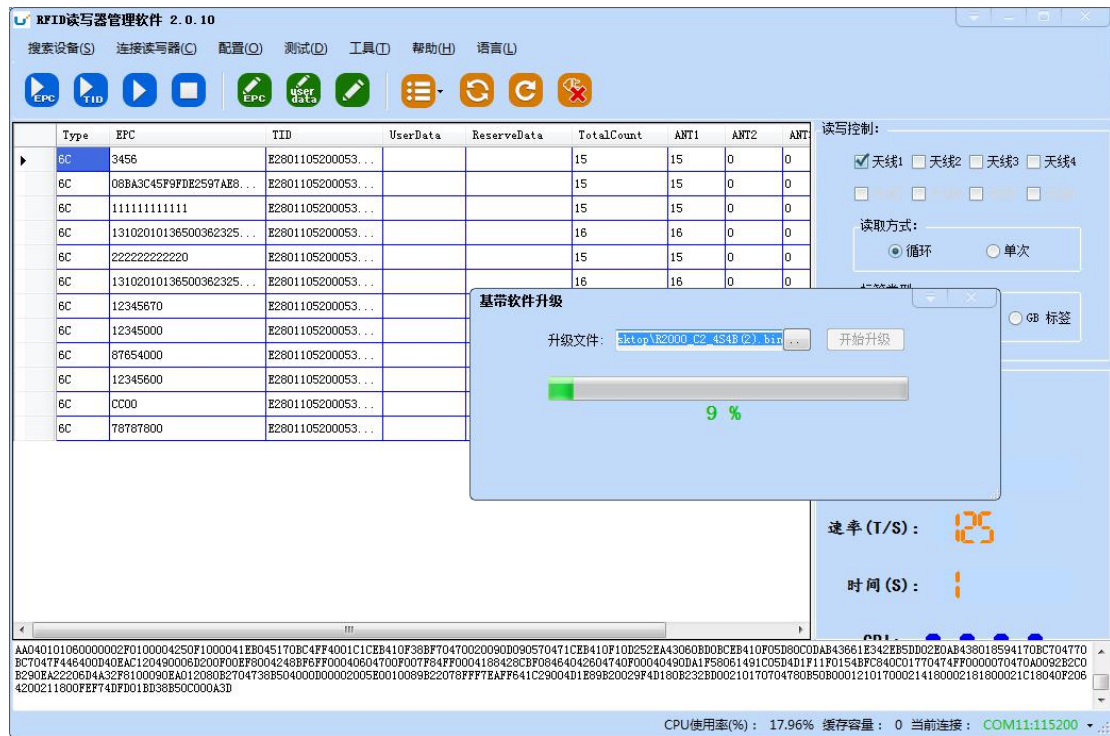 RFID读写器管理软件 2.0.10
搜索设备(S) 连接读写器(C) 配置(O) 测试(D) 工具(T) 帮助(H) 语言(L)
EPC TID EPC user data
Type EPC TID UserData ReserveData TotalCount ANT1 ANT2 ANT
6C 3456 E2801105200053... 15 15 0 0
6C 08BA3C45F9FDE2597AE8... E2801105200053... 15 15 0 0
6C 111111111111 E2801105200053... 15 15 0 0
6C 13102010136500362325... E2801105200053... 16 16 0 0
6C 222222222220 E2801105200053... 15 15 0 0
6C 13102010136500362325... E2801105200053... 16 16 0 0
6C 12345670 E2801105200053...
6C 12345000 E2801105200053...
6C 87654000 E2801105200053...
6C 12345600 E2801105200053...
6C CC00 E2801105200053...
6C 78787800 E2801105200053...
读写控制:
天线1 天线2 天线3 天线4
读取方式:
循环 单次
GB 标签
基带软件升级
升级文件: sktop\R2000_C2_4S4B(2).bin .. 开始升级
9 %
速率(T/S): 125
时间(S): 1
CPU使用率(%): 17.96% 缓存容量: 0 当前连接: COM11:115200